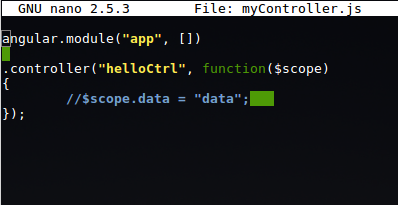 GNU nano 2.5.3 File: myController.js
angular.module("app", [])
.controller("helloCtrl", function($scope)
{
//$scope.data = "data";
});